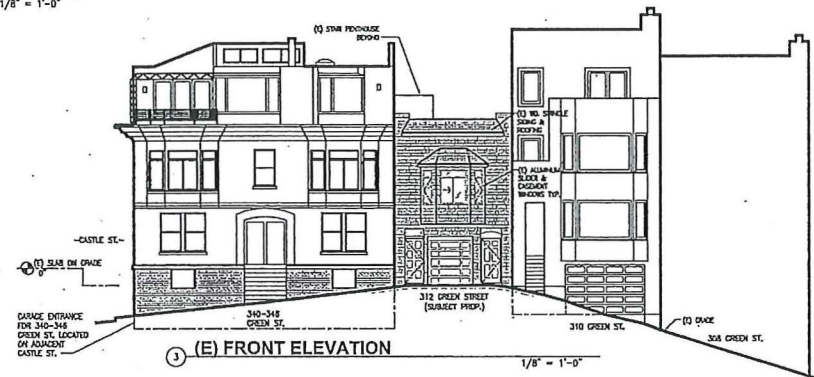 1/8" = 1'-0"
(E) STAIR PENTHOUSE
BEYOND
(E) WD. SHINGLE
SIDING &
ROOFING
(E) ALUMINUM
SLIDER &
CASEMENT
WINDOWS TYP.
-CASTLE ST.-
(E) SLAB ON GRADE
0"
GARAGE ENTRANCE
FOR 340-346
GREEN ST. LOCATED
ON ADJACENT
CASTLE ST.
340-346
GREEN ST.
312 GREEN STREET
(SUBJECT PROP.)
310 GREEN ST.
(E) GRADE
308 GREEN ST.
3 (E) FRONT ELEVATION
1/8" = 1'-0"